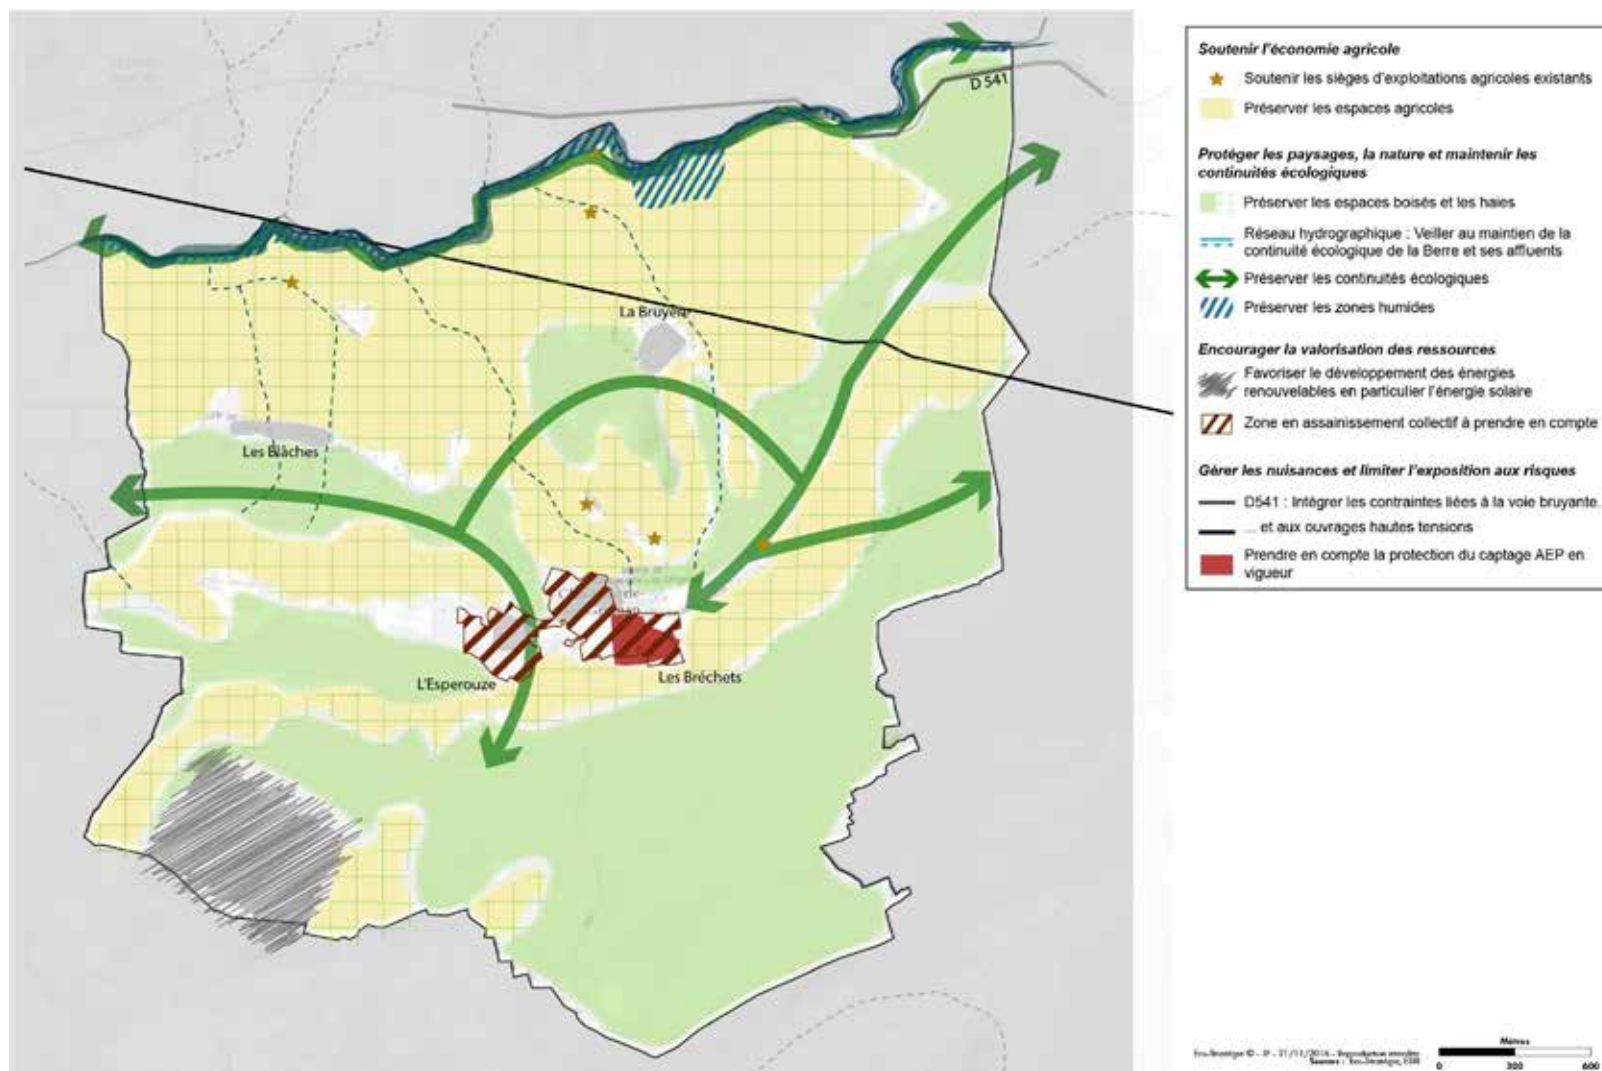 D 541
La Bruyère
Les Blâches
L'Esperouze
Les Bréchets
Soutenir l'économie agricole
Soutenir les sièges d'exploitations agricoles existants
Préserver les espaces agricoles
Protéger les paysages, la nature et maintenir les
continuités écologiques
Préserver les espaces boisés et les haies
Réseau hydrographique : Veiller au maintien de la
continuité écologique de la Berre et ses affluents
Préserver les continuités écologiques
Préserver les zones humides
Encourager la valorisation des ressources
Favoriser le développement des énergies
renouvelables en particulier l'énergie solaire
Zone en assainissement collectif à prendre en compte
Gérer les nuisances et limiter l'exposition aux risques
D541 : Intégrer les contraintes liées à la voie bruyante.
... et aux ouvrages hautes tensions
Prendre en compte la protection du captage AEP en
vigueur
Mètres
0 300 600